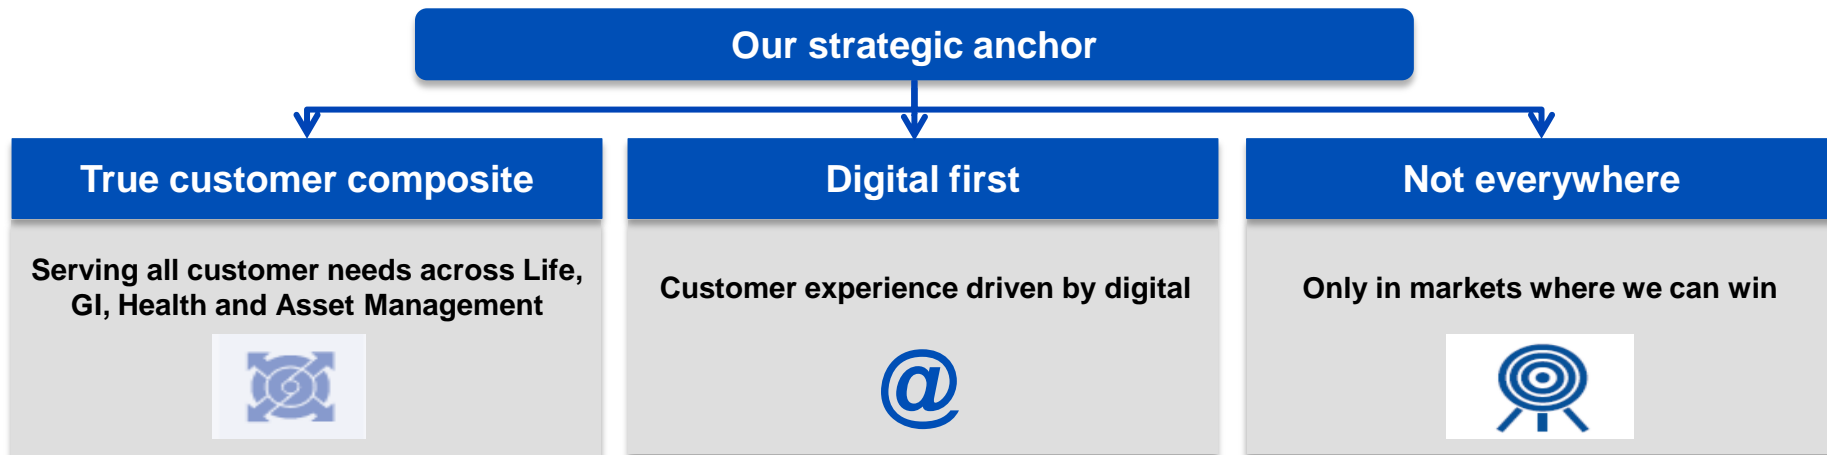 Our strategic anchor
True customer composite
Serving all customer needs across Life,
GI, Health and Asset Management
Digital first
Customer experience driven by digital
@
Not everywhere
Only in markets where we can win